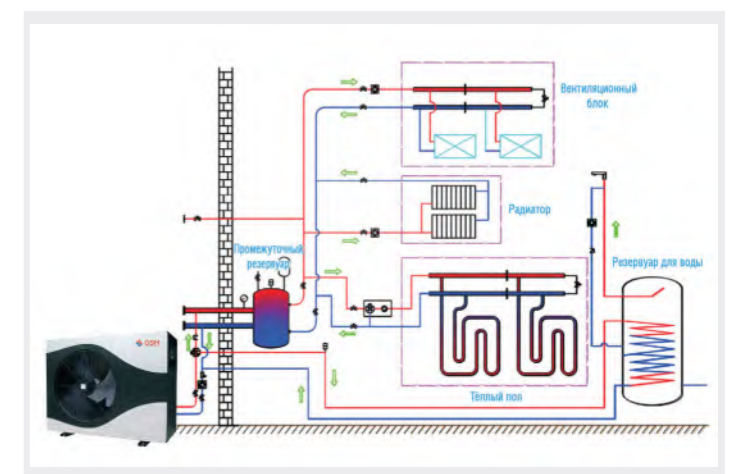 Вентиляционный
блок
Радиатор
Промежуточный
резервуар
Резервуар для воды
Тёплый пол